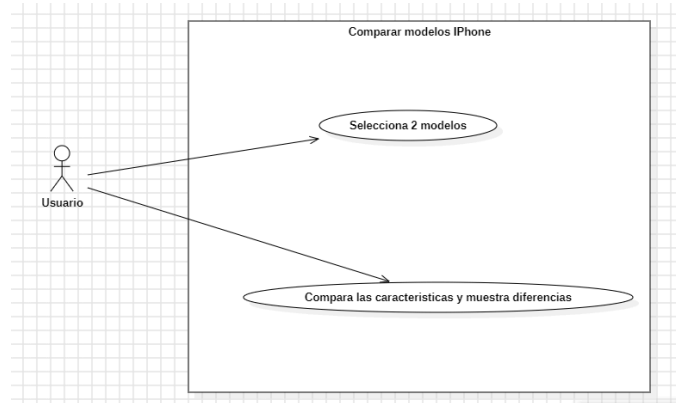 Comparar modelos IPhone
Selecciona 2 modelos
Usuario
Compara las caracteristicas y muestra diferencias